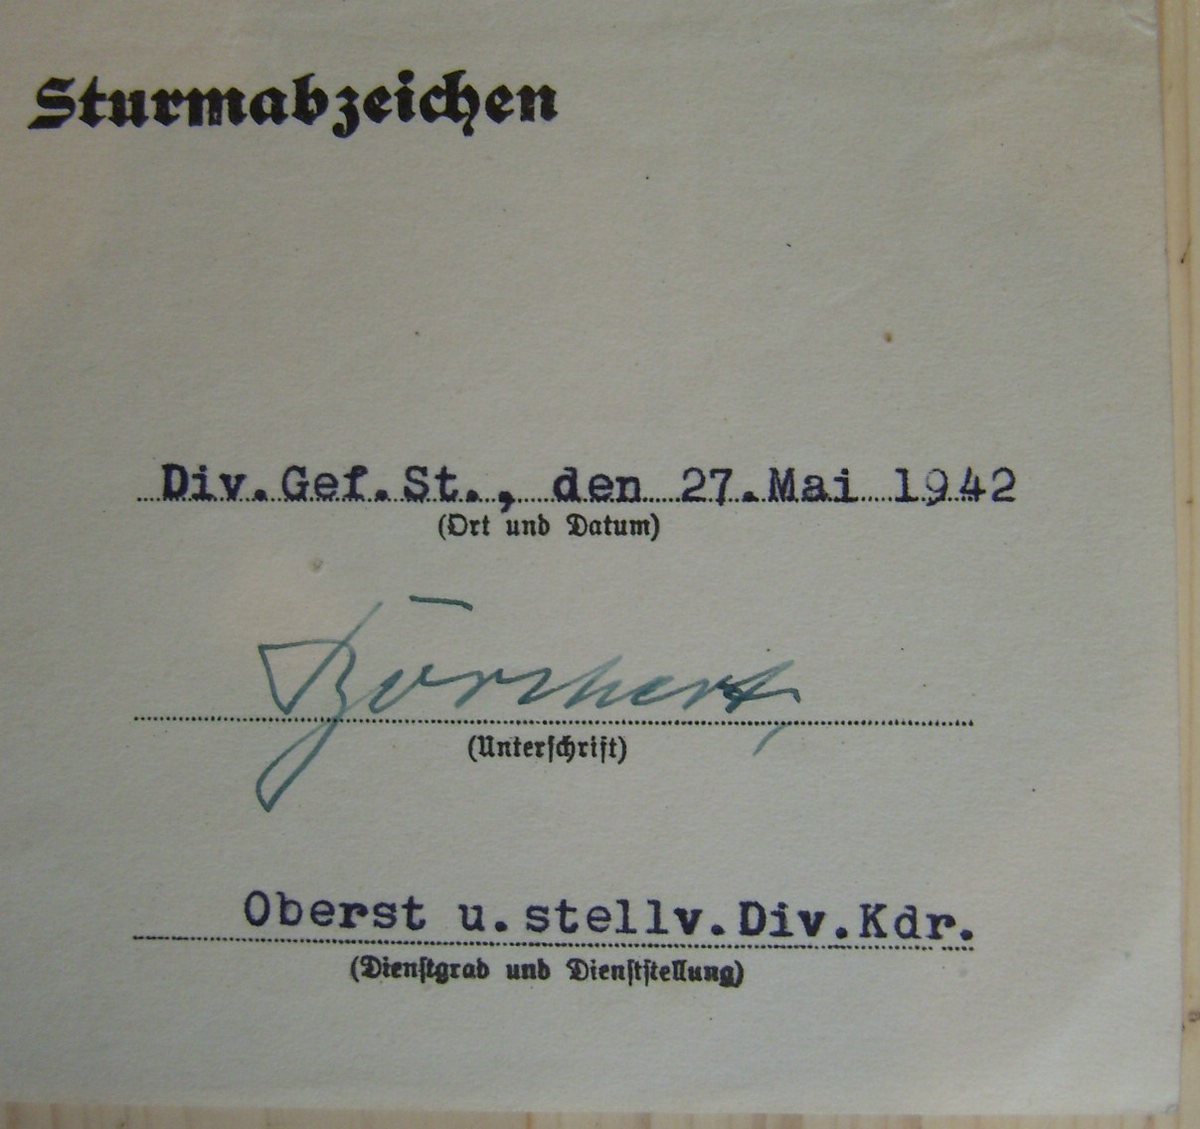 Sturmabzeichen
Div.Gef.St., den 27.Mai 1942
(Ort und Datum)
(Unterschrift)
Oberst u.stellv.Div.Kdr.
(Dienstgrad und Dienststellung)